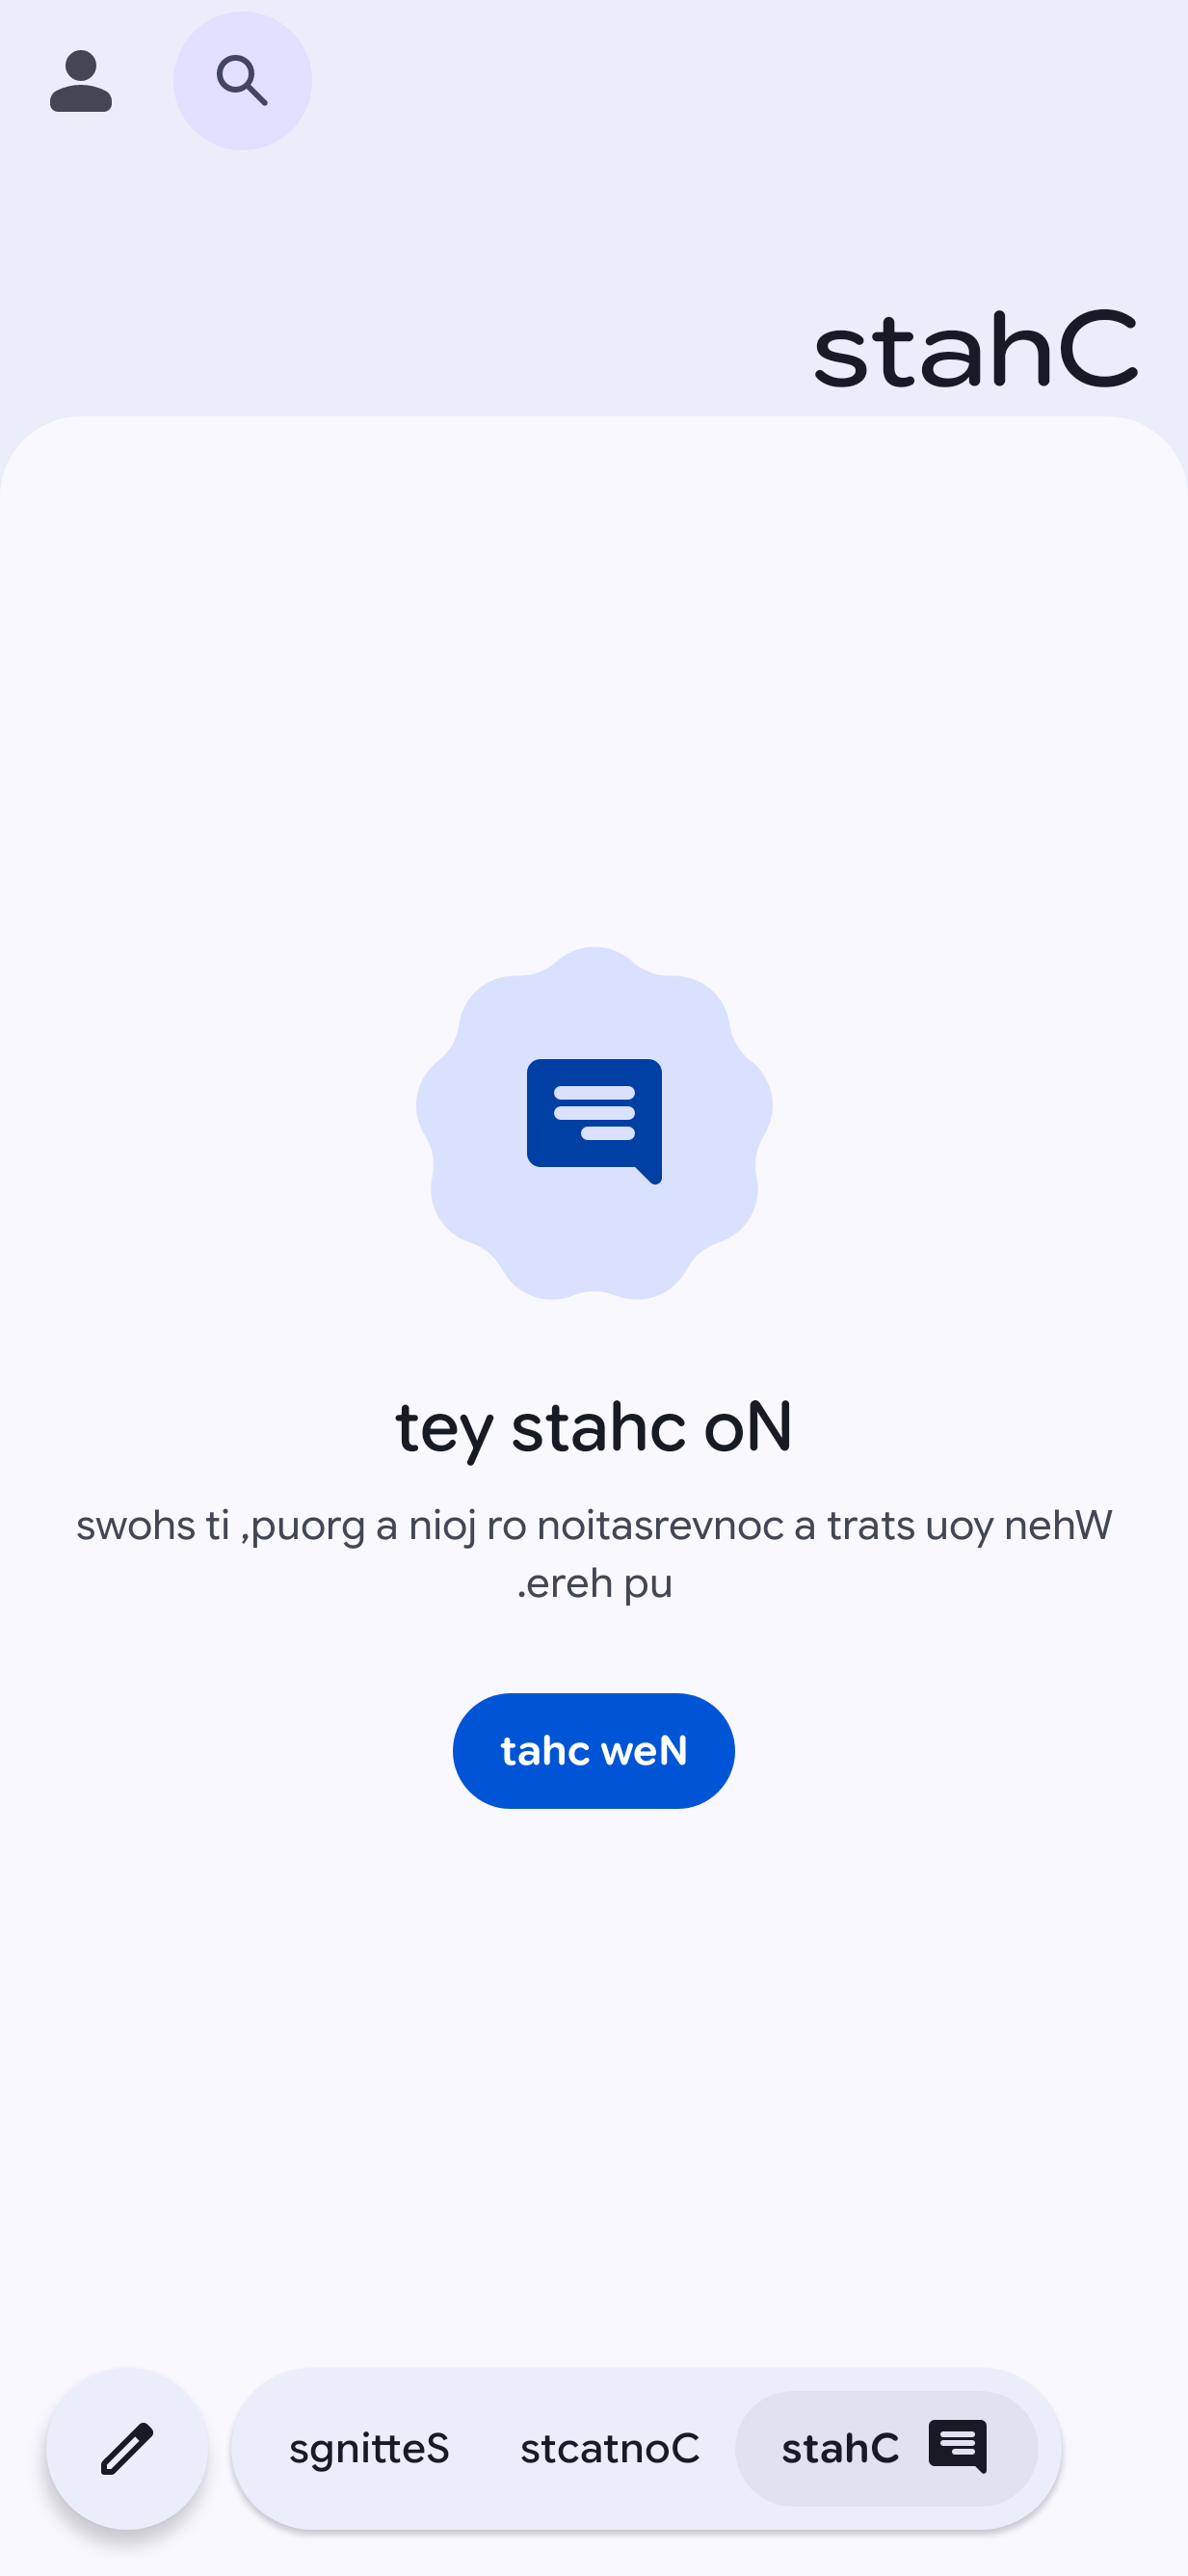 stahC
tey stahc oN
swohs ti ,puorg a nioj ro noitasrevnoc a trats uoy nehW
.ereh pu
tahc weN
sgnitteS stcatnoC stahC